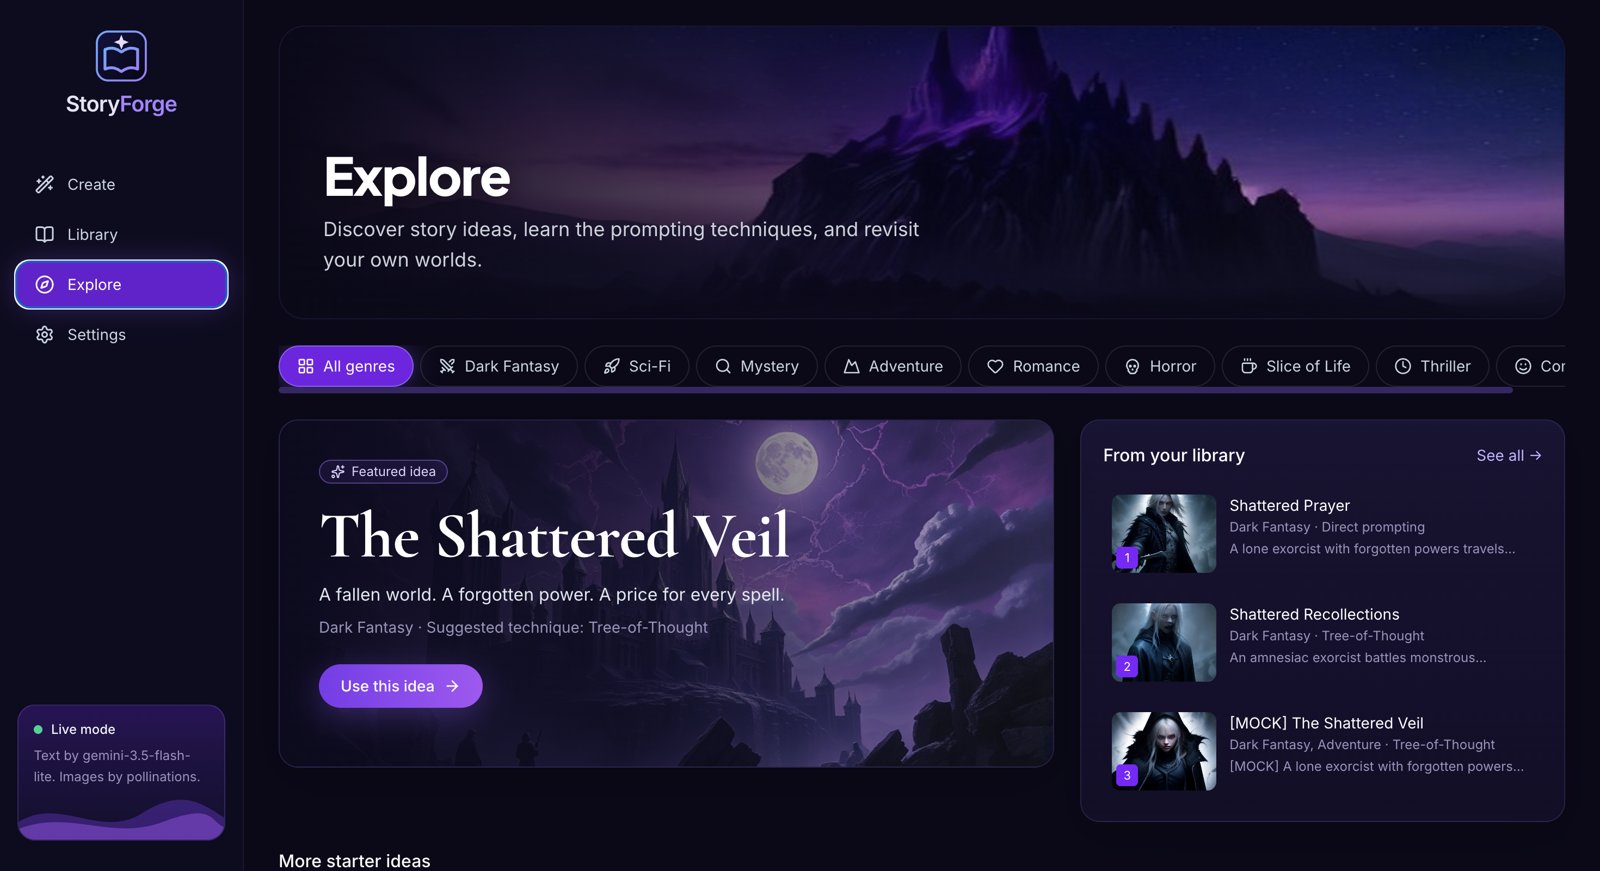 StoryForge
Create
Library
Explore
Settings
Live mode
Text by gemini-3.5-flash-
lite. Images by pollinations.
Explore
Discover story ideas, learn the prompting techniques, and revisit
your own worlds.
All genres
Dark Fantasy
Sci-Fi
Mystery
Adventure
Romance
Horror
Slice of Life
Thriller
Cor
Featured idea
The Shattered Veil
A fallen world. A forgotten power. A price for every spell.
Dark Fantasy · Suggested technique: Tree-of-Thought
Use this idea →
From your library
See all →
1
Shattered Prayer
Dark Fantasy · Direct prompting
A lone exorcist with forgotten powers travels...
2
Shattered Recollections
Dark Fantasy · Tree-of-Thought
An amnesiac exorcist battles monstrous...
3
[MOCK] The Shattered Veil
Dark Fantasy, Adventure · Tree-of-Thought
[MOCK] A lone exorcist with forgotten powers...
More starter ideas